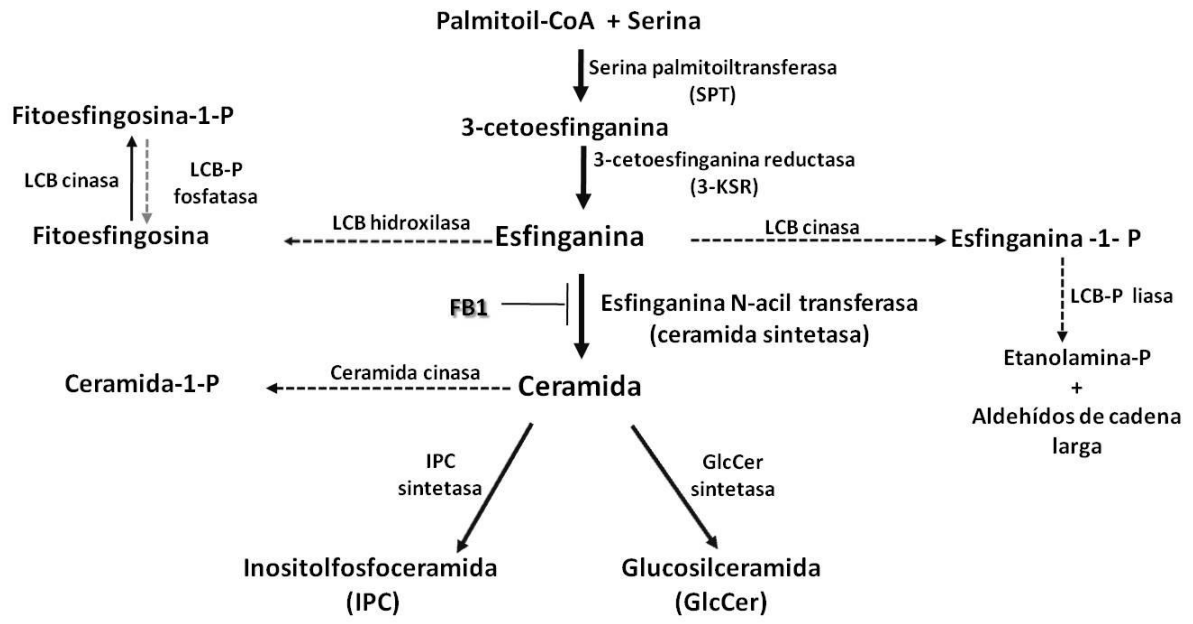 Palmitoil-CoA + Serina
Serina palmitoiltransferasa
(SPT)
Fitoesfingosina-1-P
3-cetoesfinganina
LCB cinasa
LCB-P
fosfatasa
3-cetoesfinganina reductasa
(3-KSR)
Fitoesfingosina
LCB hidroxilasa
Esfinganina
LCB cinasa
Esfinganina -1- P
FB1
Esfinganina N-acil transferasa
(ceramida sintetasa)
LCB-P liasa
Etanolamina-P
+
Aldehídos de cadena
larga
Ceramida-1-P
Ceramida cinasa
Ceramida
IPC
sintetasa
GlcCer
sintetasa
Inositolfosfoceramida
(IPC)
Glucosilceramida
(GlcCer)